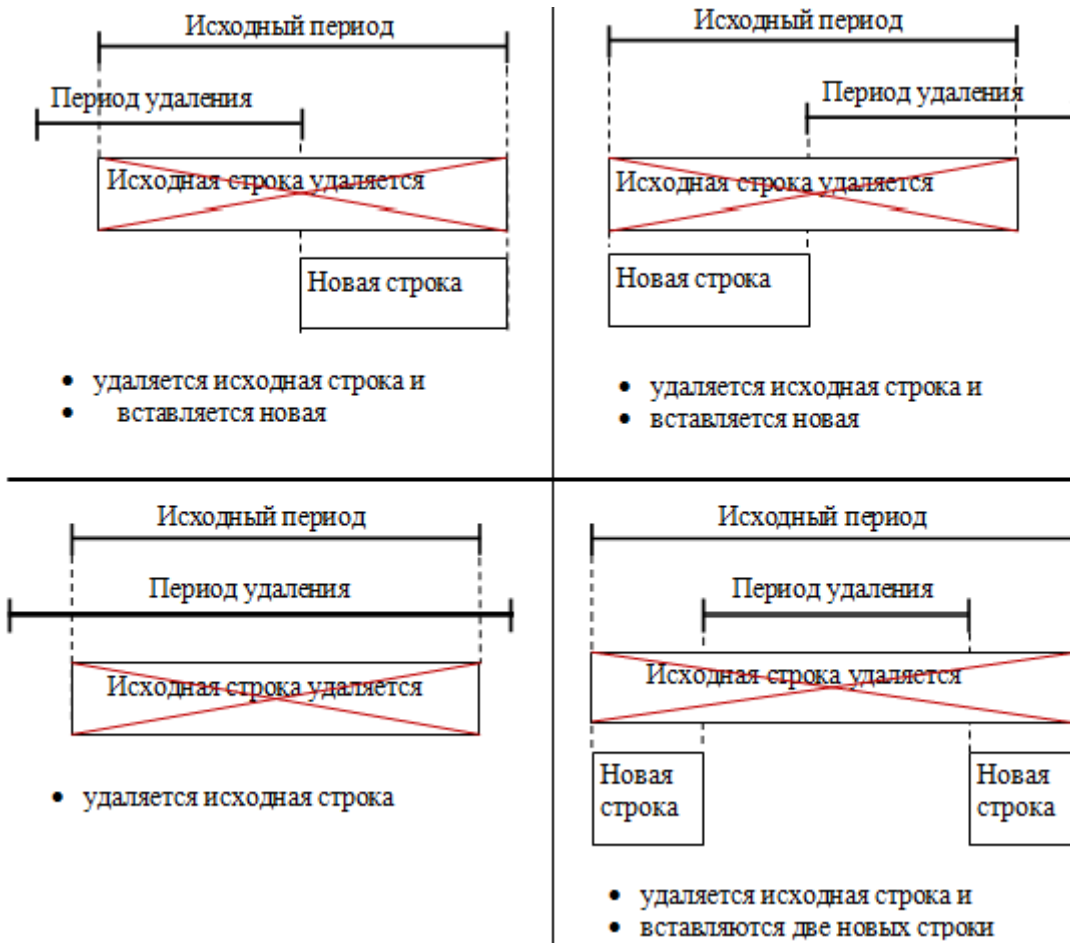 Исходный период
Период удаления
Исходная строка удаляется
Новая строка
• удаляется исходная строка и
• вставляется новая
Исходный период
Период удаления
Исходная строка удаляется
Новая строка
• удаляется исходная строка и
• вставляется новая
Исходный период
Период удаления
Исходная строка удаляется
• удаляется исходная строка
Исходный период
Период удаления
Исходная строка удаляется
Новая
строка
Новая
строка
• удаляется исходная строка и
• вставляются две новых строки